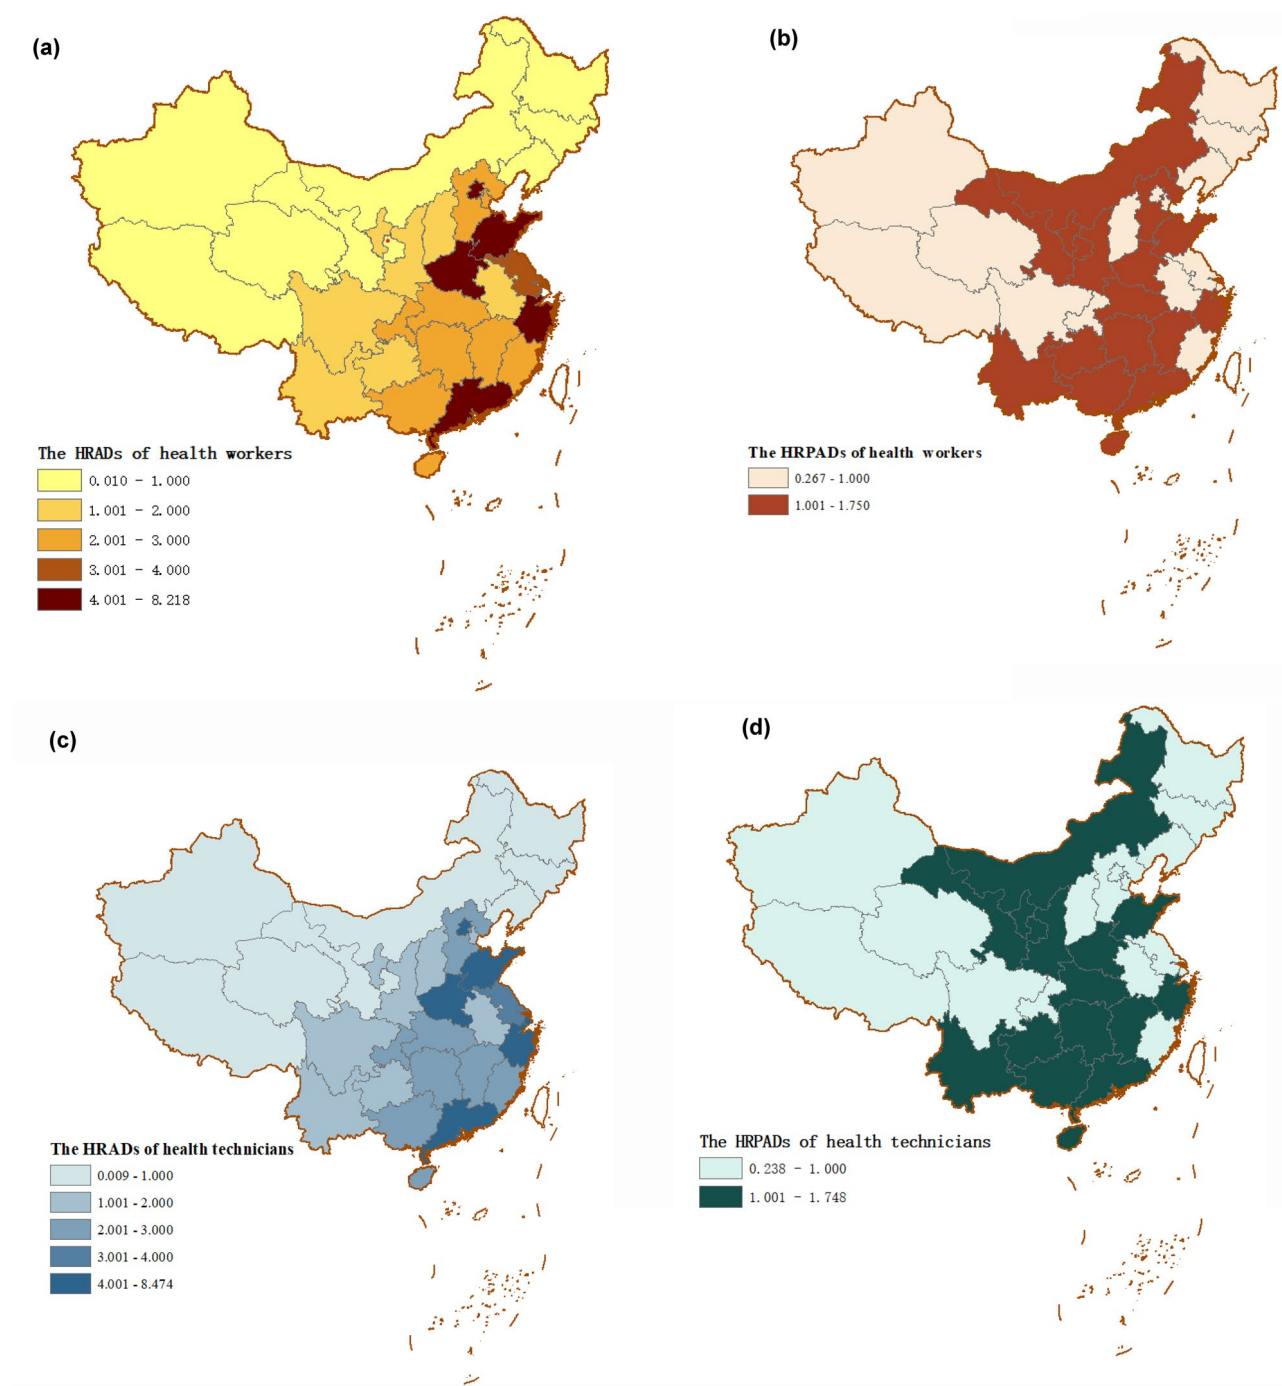 (a)
The HRADs of health workers
0.010 - 1.000
1.001 - 2.000
2.001 - 3.000
3.001 - 4.000
4.001 - 8.218
(b)
The HRPADs of health workers
0.267 - 1.000
1.001 - 1.750
(c)
The HRADs of health technicians
0.009 - 1.000
1.001 - 2.000
2.001 - 3.000
3.001 - 4.000
4.001 - 8.474
(d)
The HRPADs of health technicians
0.238 - 1.000
1.001 - 1.748